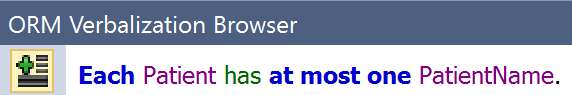 ORM Verbalization Browser
Each Patient has at most one PatientName.